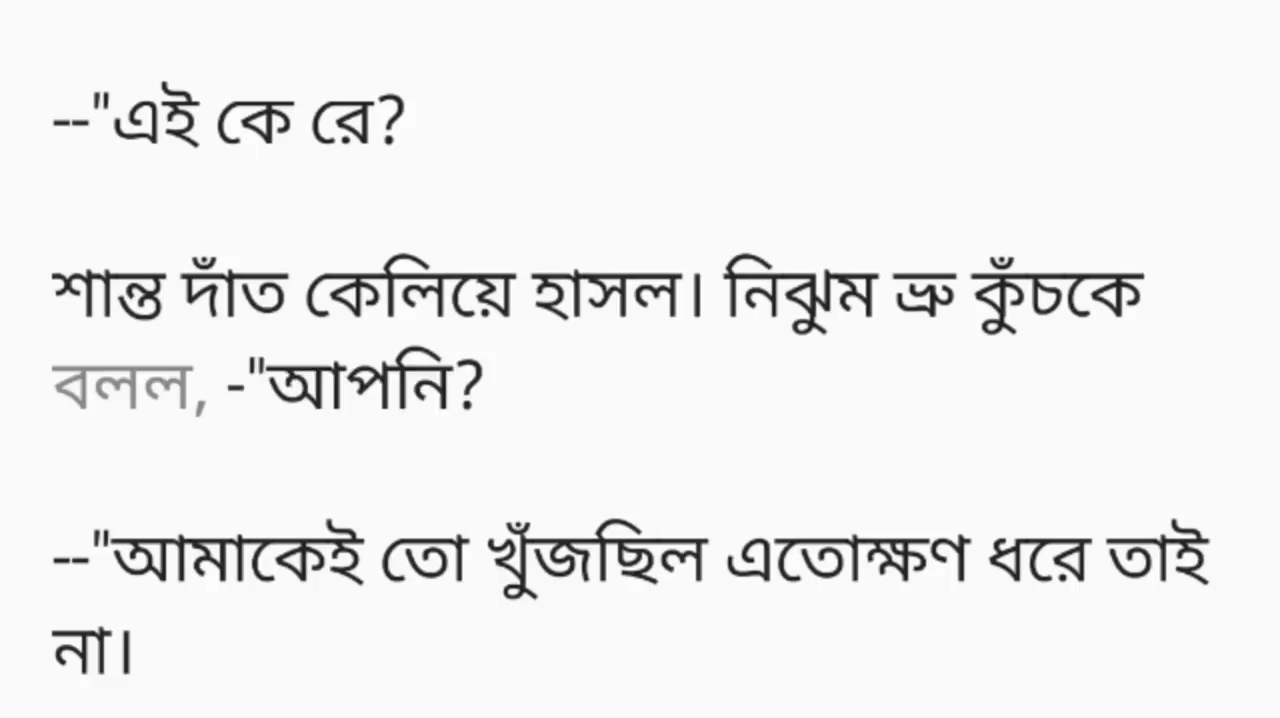 --"এই কে রে?
শান্ত দাঁত কেলিয়ে হাসল। নিঝুম ভ্রু কুঁচকে
বলল, -"আপনি?
--"আমাকেই তো খুঁজছিল এতোক্ষণ ধরে তাই
না।